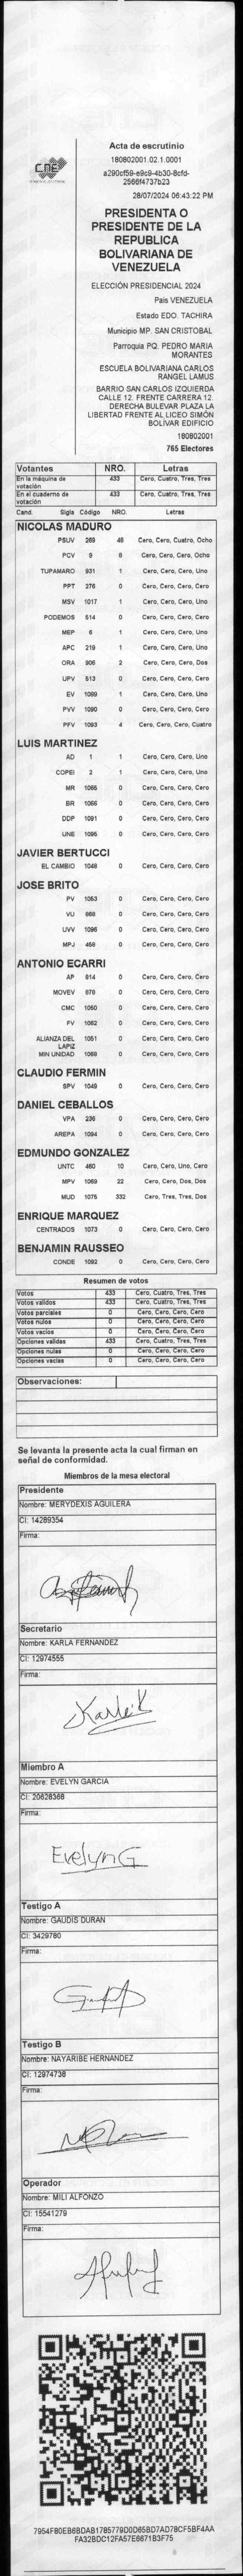 CNE
Acta de escrutinio
180802001.02.1.0001
a290cf59-e9c9-4b30-8cfd-
2566f4737b23
28/07/2024 06:43:22 PM
PRESIDENTA O
PRESIDENTE DE LA
REPUBLICA
BOLIVARIANA DE
VENEZUELA
ELECCIÓN PRESIDENCIAL 2024
Pais VENEZUELA
Estado EDO. TACHIRA
Municipio MP. SAN CRISTOBAL
Parroquia PQ. PEDRO MARIA
MORANTES
ESCUELA BOLIVARIANA CARLOS
RANGEL LAMUS
BARRIO SAN CARLOS IZQUIERDA
CALLE 12. FRENTE CARRERA 12.
DERECHA BULEVAR PLAZA LA
LIBERTAD FRENTE AL LICEO SIMÓN
BOLÍVAR EDIFICIO
180802001
765 Electores
Votantes NRO. Letras
En la máquina de votación 433 Cero, Cuatro, Tres, Tres
En el cuaderno de votación 433 Cero, Cuatro, Tres, Tres
Cand. Sigla Código NRO. Letras
NICOLAS MADURO
PSUV 269 48 Cero, Cero, Cuatro, Ocho
PCV 9 8 Cero, Cero, Cero, Ocho
TUPAMARO 931 1 Cero, Cero, Cero, Uno
PPT 276 0 Cero, Cero, Cero, Cero
MSV 1017 1 Cero, Cero, Cero, Uno
PODEMOS 514 0 Cero, Cero, Cero, Cero
MEP 6 1 Cero, Cero, Cero, Uno
APC 219 1 Cero, Cero, Cero, Uno
ORA 906 2 Cero, Cero, Cero, Dos
UPV 513 0 Cero, Cero, Cero, Cero
EV 1089 1 Cero, Cero, Cero, Uno
PVV 1090 0 Cero, Cero, Cero, Cero
PFV 1093 4 Cero, Cero, Cero, Cuatro
LUIS MARTINEZ
AD 1 1 Cero, Cero, Cero, Uno
COPEI 2 1 Cero, Cero, Cero, Uno
MR 1065 0 Cero, Cero, Cero, Cero
BR 1066 0 Cero, Cero, Cero, Cero
DDP 1091 0 Cero, Cero, Cero, Cero
UNE 1095 0 Cero, Cero, Cero, Cero
JAVIER BERTUCCI
EL CAMBIO 1048 0 Cero, Cero, Cero, Cero
JOSE BRITO
PV 1053 0 Cero, Cero, Cero, Cero
VU 868 0 Cero, Cero, Cero, Cero
UVV 1096 0 Cero, Cero, Cero, Cero
MPJ 458 0 Cero, Cero, Cero, Cero
ANTONIO ECARRI
AP 814 0 Cero, Cero, Cero, Cero
MOVEV 879 0 Cero, Cero, Cero, Cero
CMC 1050 0 Cero, Cero, Cero, Cero
FV 1062 0 Cero, Cero, Cero, Cero
ALIANZA DEL LAPIZ 1051 0 Cero, Cero, Cero, Cero
MIN UNIDAD 1069 0 Cero, Cero, Cero, Cero
CLAUDIO FERMIN
SPV 1049 0 Cero, Cero, Cero, Cero
DANIEL CEBALLOS
VPA 236 0 Cero, Cero, Cero, Cero
AREPA 1094 0 Cero, Cero, Cero, Cero
EDMUNDO GONZALEZ
UNTC 480 10 Cero, Cero, Uno, Cero
MPV 1069 22 Cero, Cero, Dos, Dos
MUD 1075 332 Cero, Tres, Tres, Dos
ENRIQUE MARQUEZ
CENTRADOS 1073 0 Cero, Cero, Cero, Cero
BENJAMIN RAUSSEO
CONDE 1092 0 Cero, Cero, Cero, Cero
Resumen de votos
Votos 433 Cero, Cuatro, Tres, Tres
Votos validos 433 Cero, Cuatro, Tres, Tres
Votos parciales 0 Cero, Cero, Cero, Cero
Votos nulos 0 Cero, Cero, Cero, Cero
Votos vacios 0 Cero, Cero, Cero, Cero
Opciones validas 433 Cero, Cuatro, Tres, Tres
Opciones nulas 0 Cero, Cero, Cero, Cero
Opciones vacias 0 Cero, Cero, Cero, Cero
Observaciones:
Se levanta la presente acta la cual firman en
señal de conformidad.
Miembros de la mesa electoral
Presidente
Nombre: MERYDEXIS AGUILERA
CI: 14289354
Firma:
Secretario
Nombre: KARLA FERNANDEZ
CI: 12974555
Firma:
Miembro A
Nombre: EVELYN GARCIA
CI: 20628368
Firma:
EvelynG
Testigo A
Nombre: GAUDIS DURAN
CI: 3429780
Firma:
Testigo B
Nombre: NAYARIBE HERNANDEZ
CI: 12974738
Firma:
Operador
Nombre: MILI ALFONZO
CI: 15541279
Firma:
7954F80EB6BDAB1785779D0D65BD7AD78CF5BF4AA
FA32BDC12FA57E6671B3F75